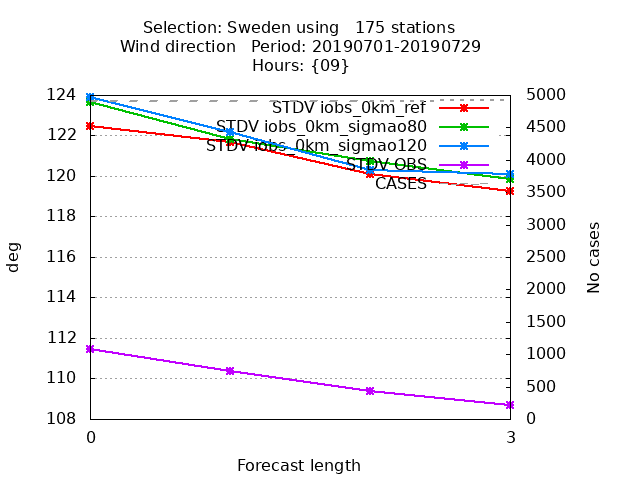 Selection: Sweden using   175 stations
Wind direction   Period: 20190701-20190729
Hours: {09}
124
122
120
118
116
114
112
110
108
5000
4500
4000
3500
3000
2500
2000
1500
1000
500
0
STDV iobs_0km_ref
STDV iobs_0km_sigmao80
STDV iobs_0km_sigmao120
STDV OBS
CASES
deg
No cases
0
3
Forecast length